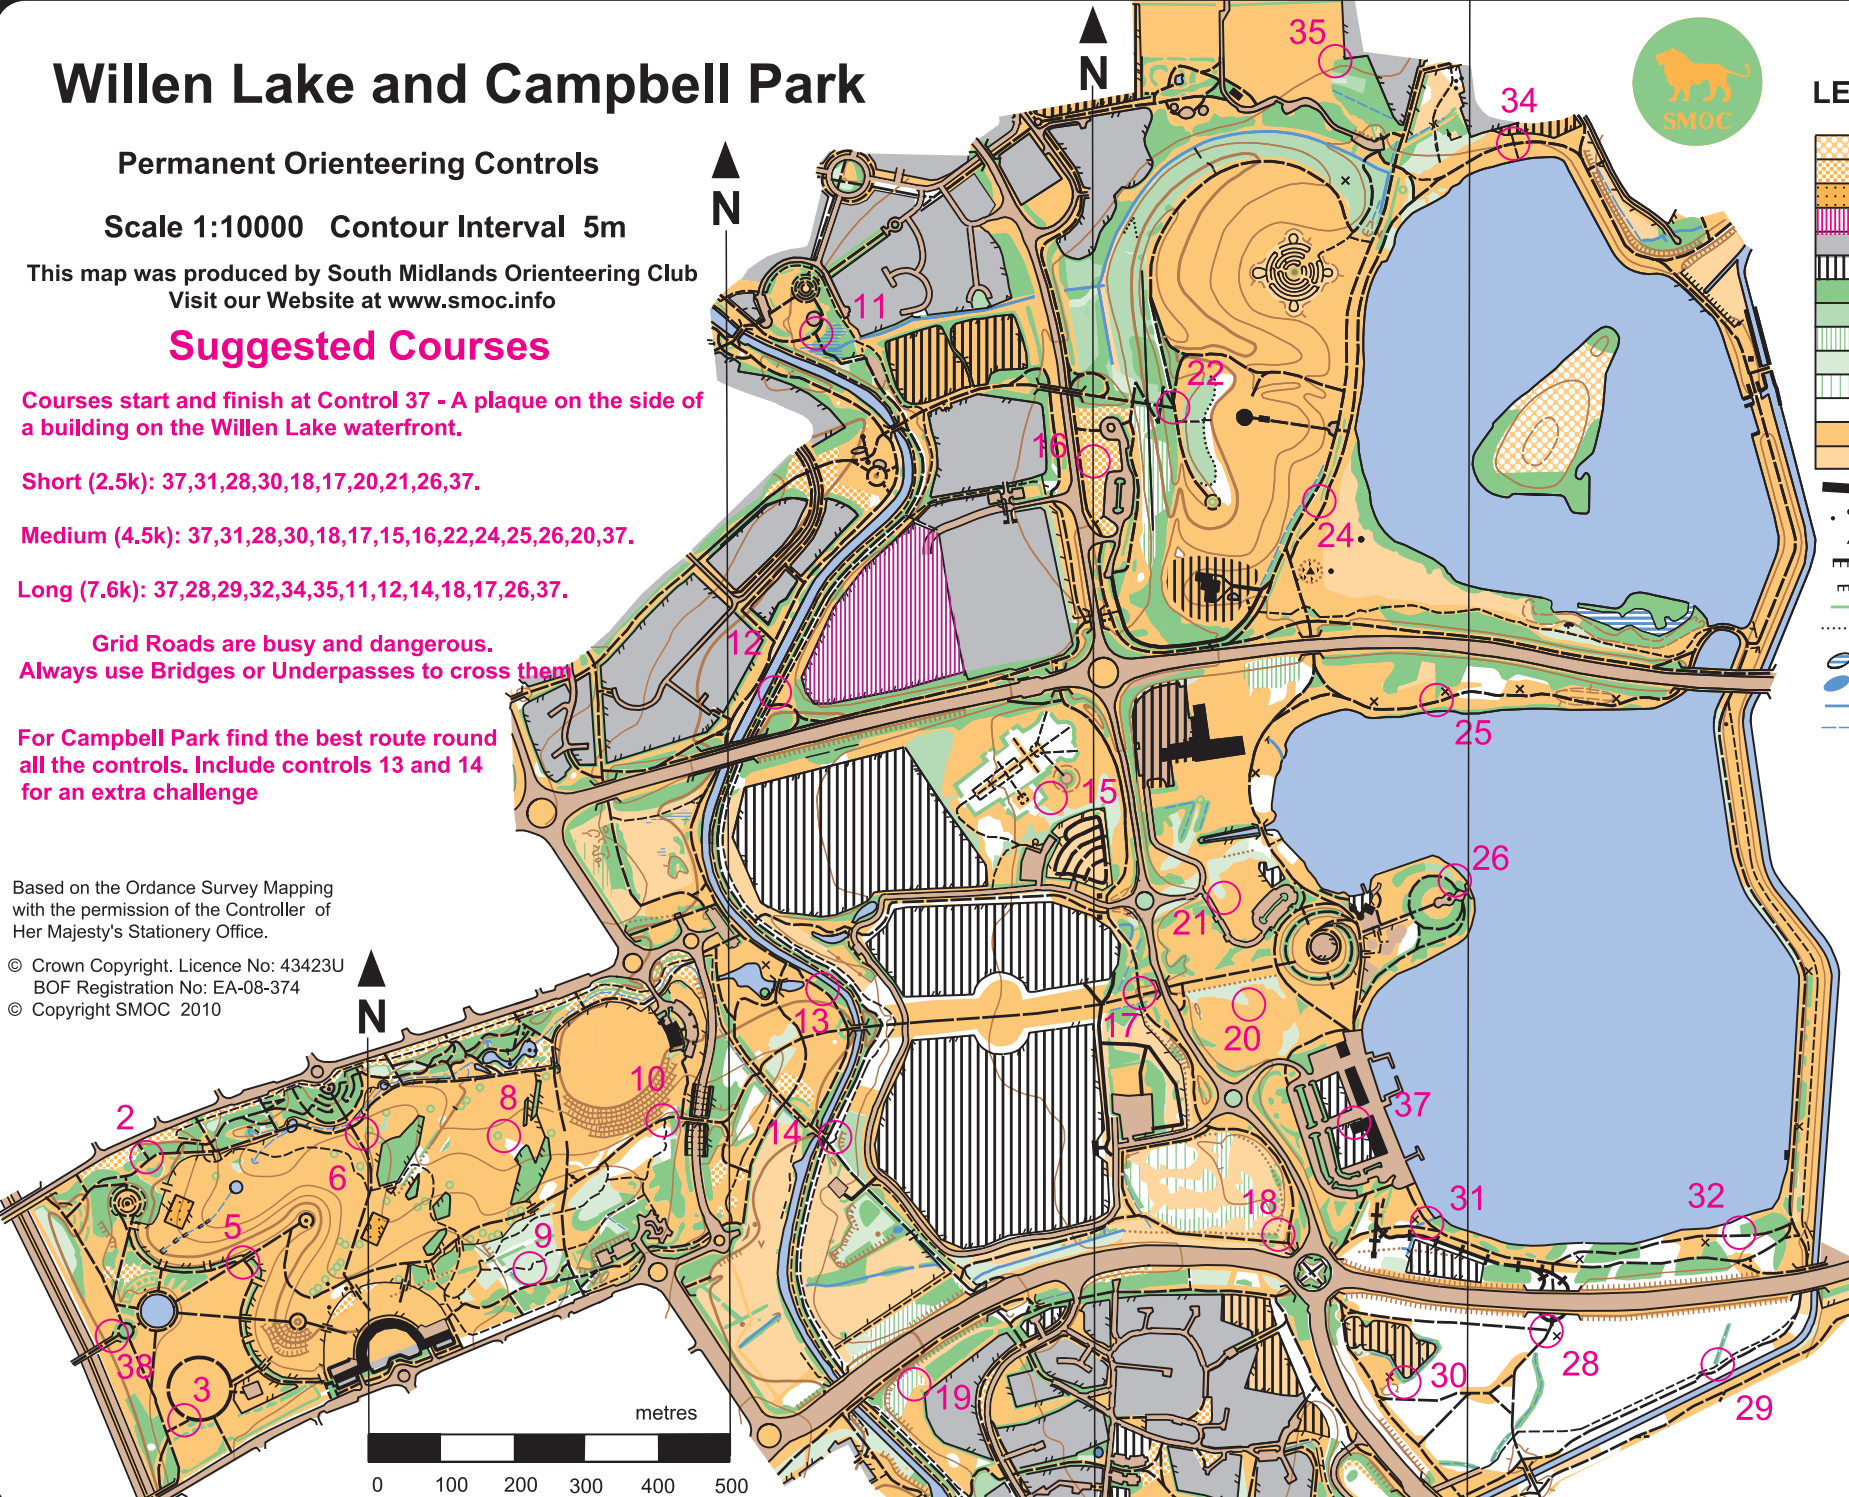 Willen Lake and Campbell Park
Permanent Orienteering Controls
Scale 1:10000 Contour Interval 5m
This map was produced by South Midlands Orienteering Club
Visit our Website at www.smoc.info
Suggested Courses
Courses start and finish at Control 37 - A plaque on the side of
a building on the Willen Lake waterfront.
Short (2.5k): 37,31,28,30,18,17,20,21,26,37.
Medium (4.5k): 37,31,28,30,18,17,15,16,22,24,25,26,20,37.
Long (7.6k): 37,28,29,32,34,35,11,12,14,18,17,26,37.
Grid Roads are busy and dangerous.
Always use Bridges or Underpasses to cross them
For Campbell Park find the best route round
all the controls. Include controls 13 and 14
for an extra challenge
Based on the Ordance Survey Mapping
with the permission of the Controller of
Her Majesty's Stationery Office.
© Crown Copyright. Licence No: 43423U
BOF Registration No: EA-08-374
© Copyright SMOC 2010
N
N
N
SMOC
LE
E
E
35
34
11
22
16
24
12
25
15
26
21
13
17
20
10
8
2
14
37
6
5
9
18
31
32
38
3
19
30
28
29
metres
0 100 200 300 400 500